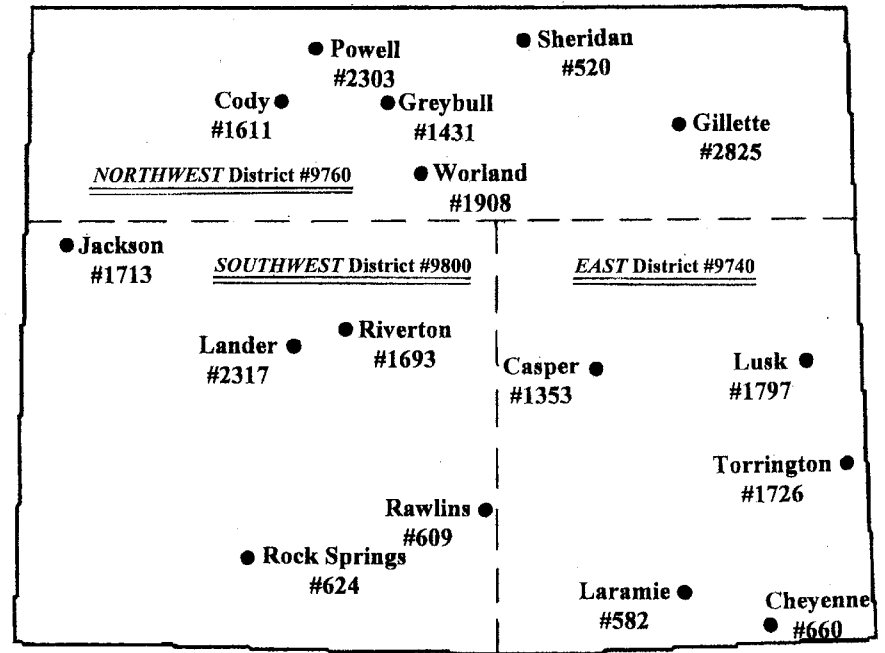 Powell
#2303
Sheridan
#520
Cody
#1611
Greybull
#1431
Gillette
#2825
NORTHWEST District #9760
Worland
#1908
Jackson
#1713
SOUTHWEST District #9800
EAST District #9740
Riverton
#1693
Lander
#2317
Casper
#1353
Lusk
#1797
Torrington
#1726
Rawlins
#609
Rock Springs
#624
Laramie
#582
Cheyenne
#660